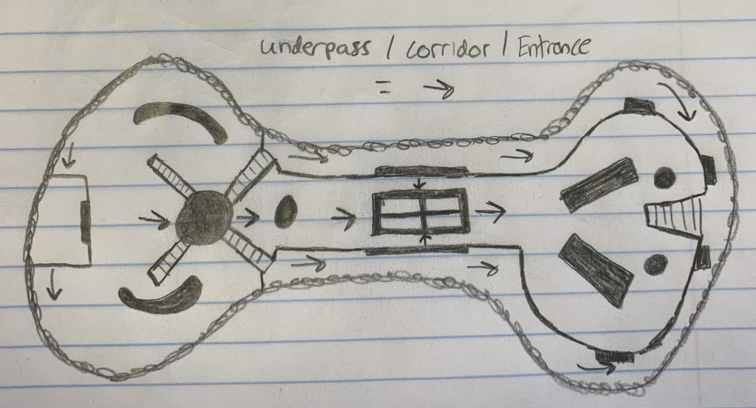 underpass / corridor / Entrance
= →